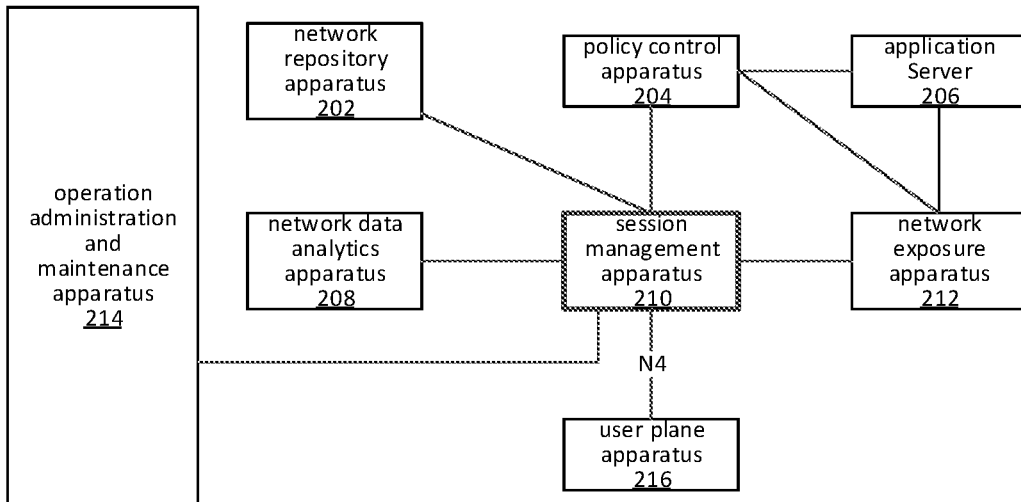 network
repository
apparatus
202
policy control
apparatus
204
application
Server
206
operation
administration
and
maintenance
apparatus
214
network data
analytics
apparatus
208
session
management
apparatus
210
network
exposure
apparatus
212
N4
user plane
apparatus
216